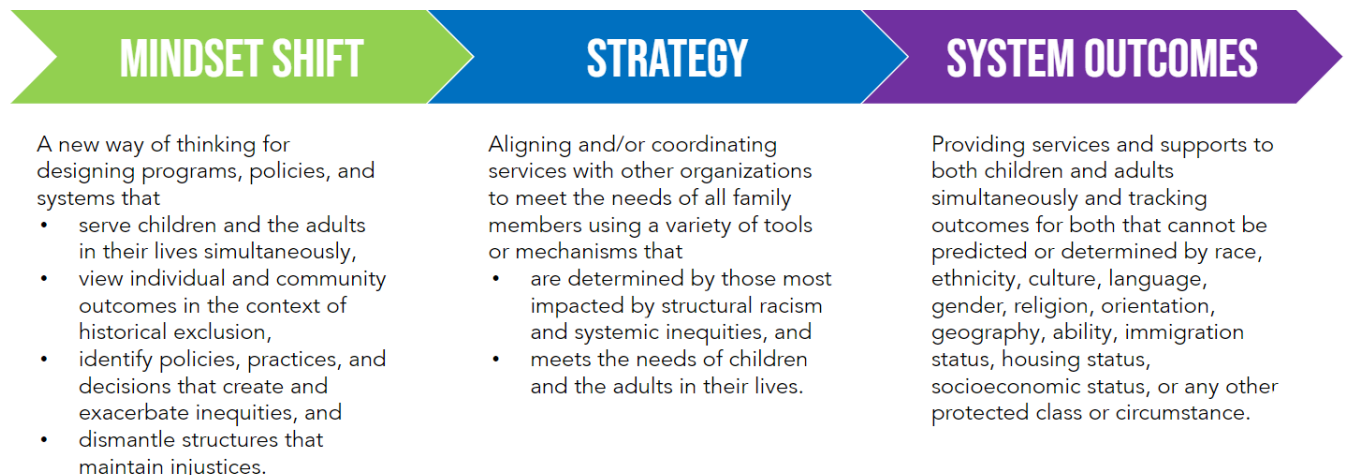 MINDSET SHIFT
A new way of thinking for
designing programs, policies, and
systems that
• serve children and the adults
in their lives simultaneously,
• view individual and community
outcomes in the context of
historical exclusion,
• identify policies, practices, and
decisions that create and
exacerbate inequities, and
• dismantle structures that
maintain injustices.
STRATEGY
Aligning and/or coordinating
services with other organizations
to meet the needs of all family
members using a variety of tools
or mechanisms that
• are determined by those most
impacted by structural racism
and systemic inequities, and
• meets the needs of children
and the adults in their lives.
SYSTEM OUTCOMES
Providing services and supports to
both children and adults
simultaneously and tracking
outcomes for both that cannot be
predicted or determined by race,
ethnicity, culture, language,
gender, religion, orientation,
geography, ability, immigration
status, housing status,
socioeconomic status, or any other
protected class or circumstance.